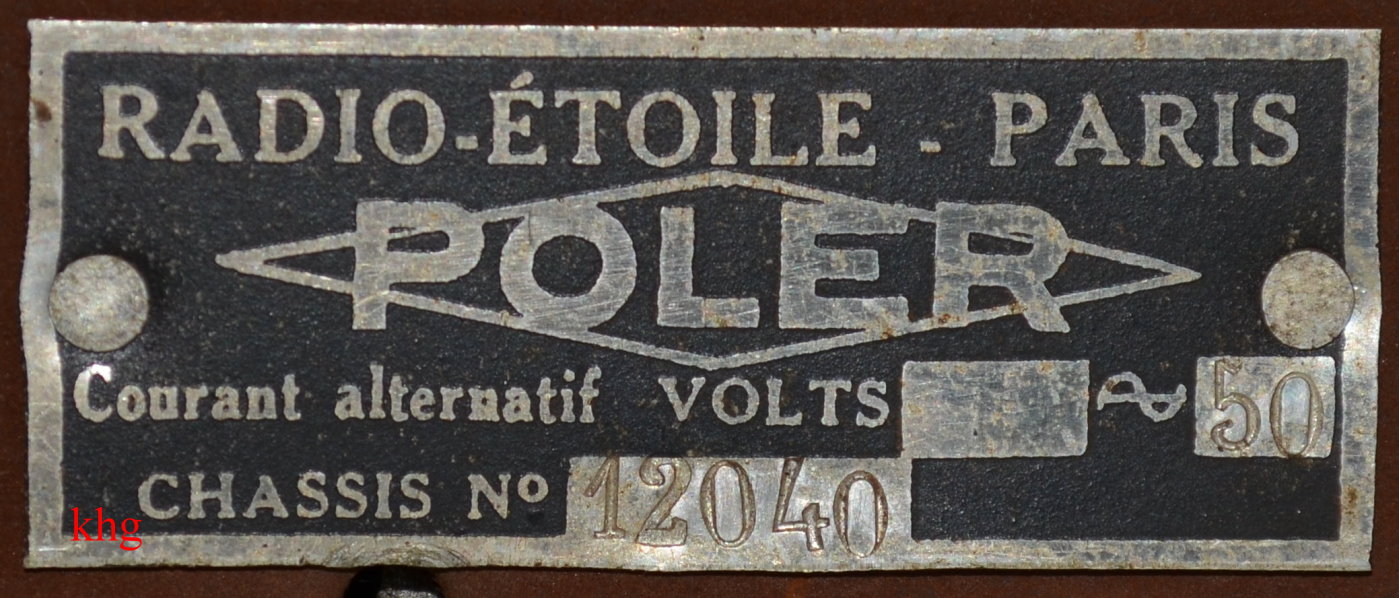 RADIO-ÉTOILE - PARIS
POLER
Courant alternatif VOLTS ₽ 50
CHASSIS Nº 12040
khg